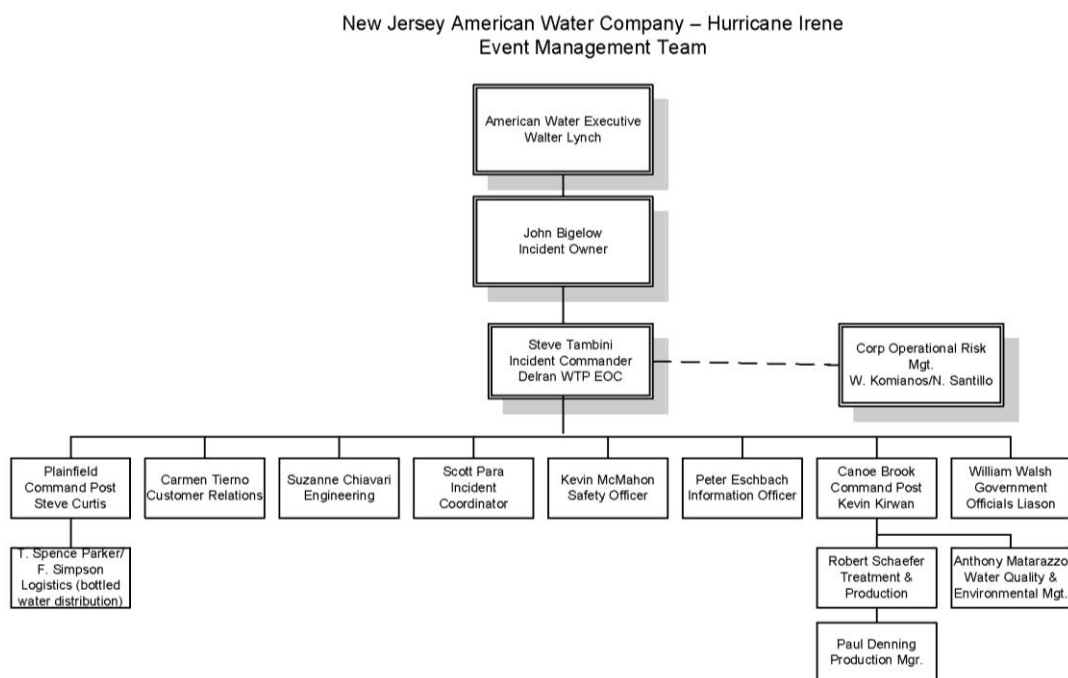 New Jersey American Water Company – Hurricane Irene
Event Management Team
American Water Executive
Walter Lynch
John Bigelow
Incident Owner
Steve Tambini
Incident Commander
Delran WTP EOC
Corp Operational Risk
Mgt.
W. Komianos/N. Santillo
Plainfield
Command Post
Steve Curtis
Carmen Tierno
Customer Relations
Suzanne Chiavari
Engineering
Scott Para
Incident
Coordinator
Kevin McMahon
Safety Officer
Peter Eschbach
Information Officer
Canoe Brook
Command Post
Kevin Kirwan
William Walsh
Government
Officials Liason
T. Spence Parker/
F. Simpson
Logistics (bottled
water distribution)
Robert Schaefer
Treatment &
Production
Anthony Matarazzo
Water Quality &
Environmental Mgt.
Paul Denning
Production Mgr.